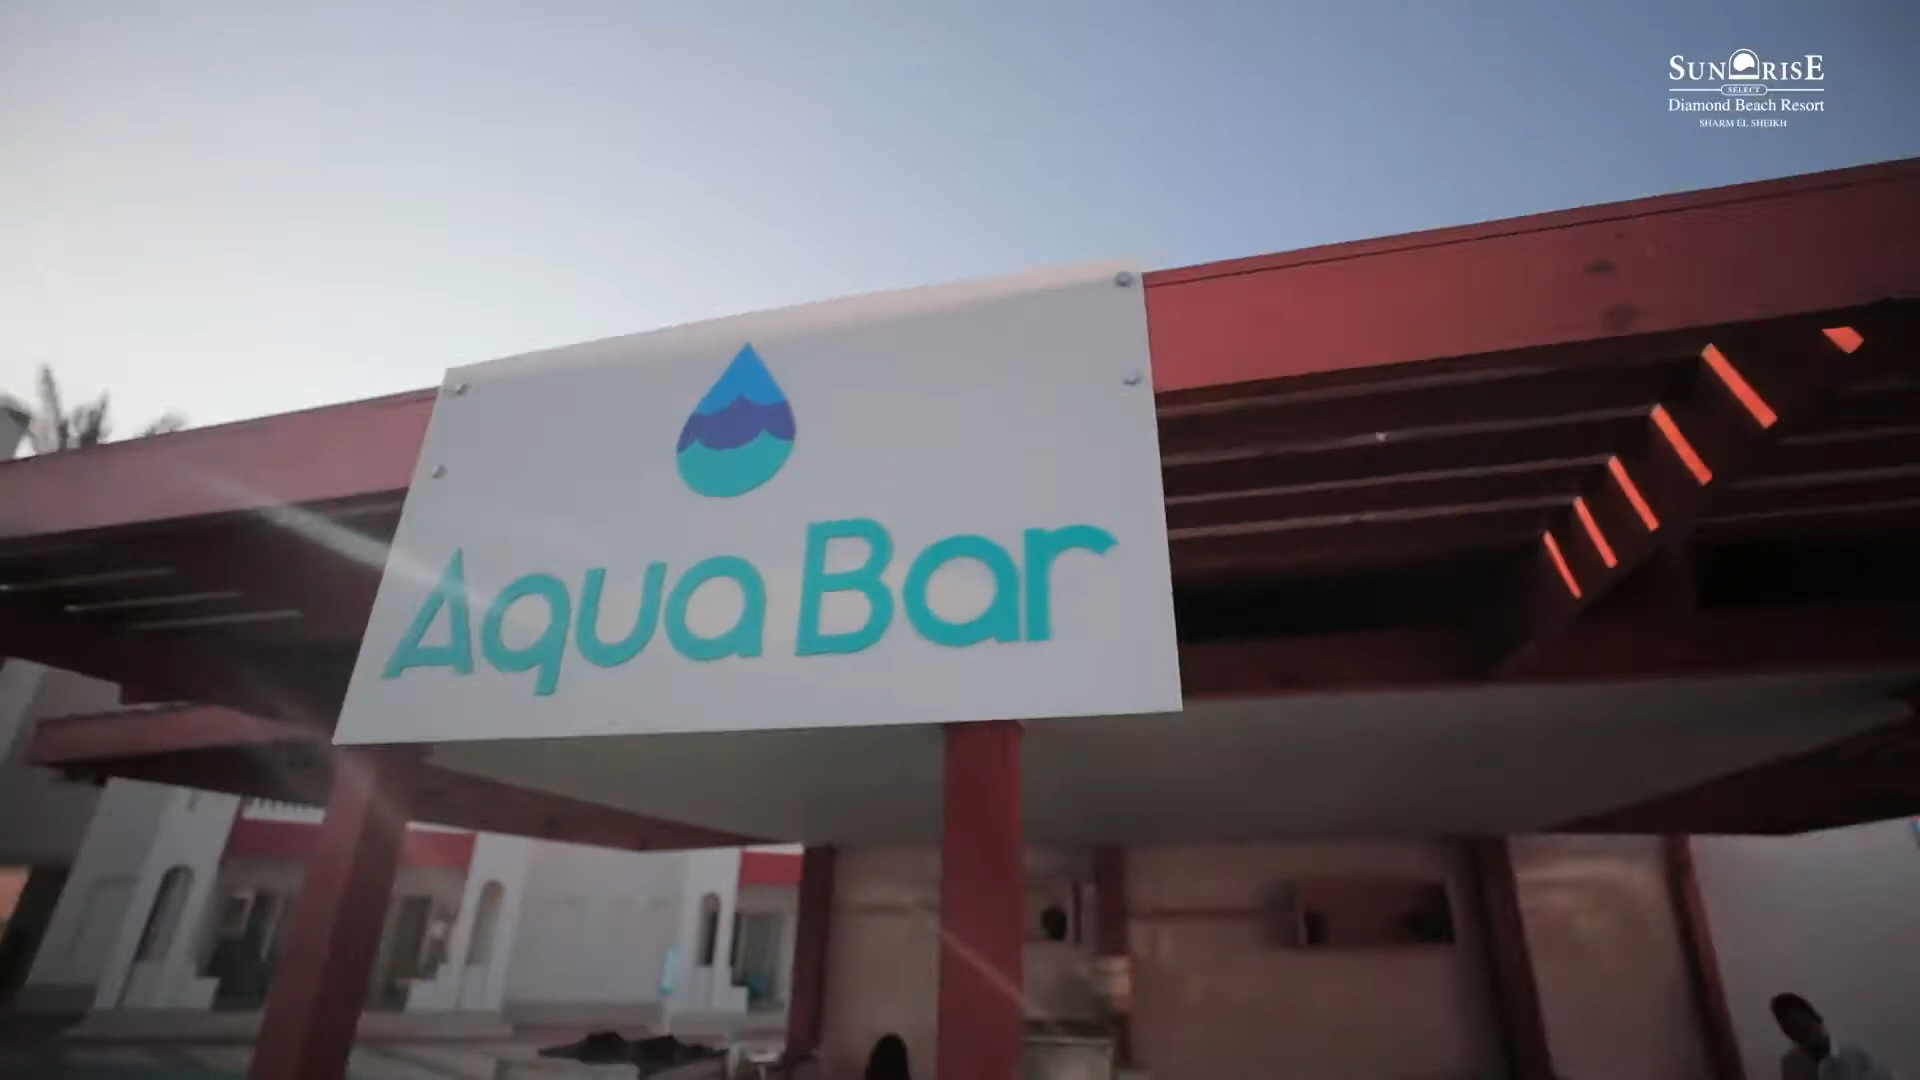 SUNRISE
SELECT
Diamond Beach Resort
SHARM EL SHEIKH
Aqua Bar